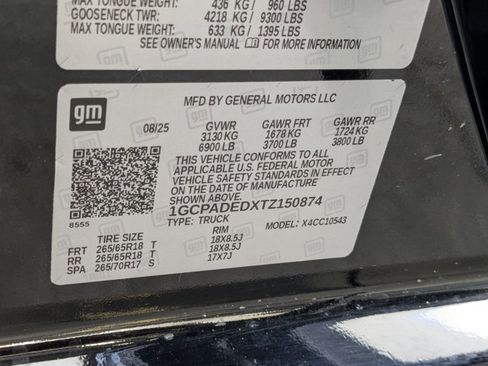 MAX TONGUE WEIGHT: 436 KG / 960 LBS
GOOSENECK TWR: 4218 KG / 9300 LBS
MAX TONGUE WEIGHT: 633 KG / 1395 LBS
SEE OWNER'S MANUAL FOR MORE INFORMATION
gm
MFD BY GENERAL MOTORS LLC
08/25 GVWR GAWR FRT GAWR RR
3130 KG 1678 KG 1724 KG
6900 LB 3700 LB 3800 LB
THIS VEHICLE CONFORMS TO ALL
APPLICABLE U.S. FEDERAL MOTOR
VEHICLE SAFETY STANDARDS IN EFFECT
ON THE DATE OF MANUFACTURE SHOWN
ABOVE.
1GCPADEDXTZ150874
8555 TYPE: TRUCK MODEL: X4CC10543
TIRE SIZE RIM
FRT 265/65R18 T 18X8.5J
RR 265/65R18 T 18X8.5J
SPA 265/70R17 S 17X7J